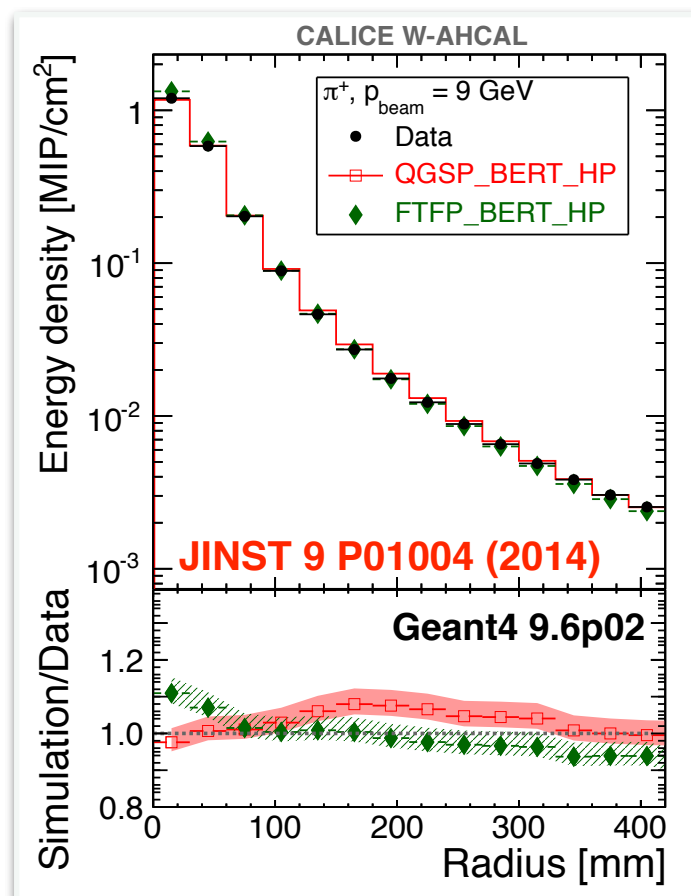 CALICE W-AHCAL
Energy density [MIP/cm²]
1
10⁻¹
10⁻²
10⁻³
π⁺, p_beam = 9 GeV
Data
QGSP_BERT_HP
FTFP_BERT_HP
JINST 9 P01004 (2014)
Simulation/Data
Geant4 9.6p02
1.2
1.0
0.8
0 100 200 300 400
Radius [mm]